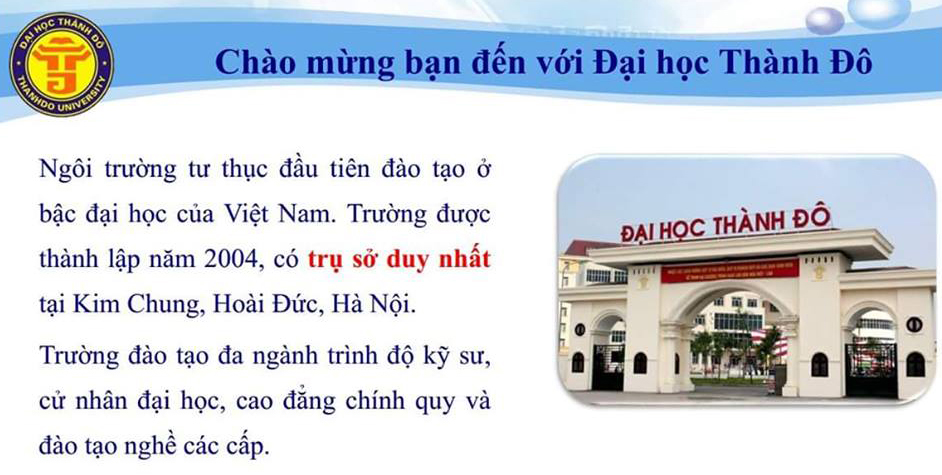 ĐẠI HỌC THÀNH ĐÔ
THANHDO UNIVERSITY
Chào mừng bạn đến với Đại học Thành Đô
Ngôi trường tư thục đầu tiên đào tạo ở
bậc đại học của Việt Nam. Trường được
thành lập năm 2004, có trụ sở duy nhất
tại Kim Chung, Hoài Đức, Hà Nội.
Trường đào tạo đa ngành trình độ kỹ sư,
cử nhân đại học, cao đẳng chính quy và
đào tạo nghề các cấp.
ĐẠI HỌC THÀNH ĐÔ